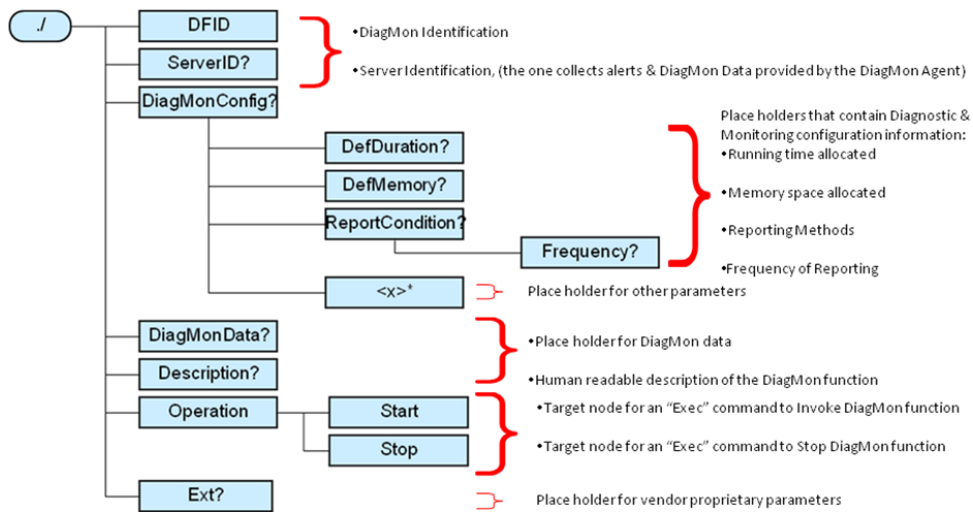 ./
DFID
•DiagMon Identification
ServerID?
•Server Identification, (the one collects alerts & DiagMon Data provided by the DiagMon Agent)
DiagMonConfig?
Place holders that contain Diagnostic &
Monitoring configuration information:
DefDuration?
•Running time allocated
DefMemory?
•Memory space allocated
ReportCondition?
•Reporting Methods
Frequency?
•Frequency of Reporting
<x>*
Place holder for other parameters
DiagMonData?
•Place holder for DiagMon data
Description?
•Human readable description of the DiagMon function
Operation
Start
•Target node for an “Exec” command to Invoke DiagMon function
Stop
•Target node for an “Exec” command to Stop DiagMon function
Ext?
Place holder for vendor proprietary parameters